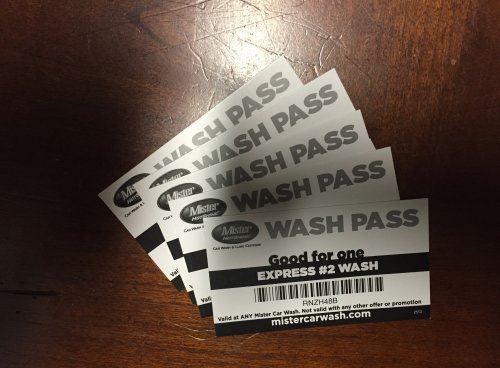 WASH PASS
WASH PASS
WASH PASS
Mister
WASH PASS
Mister
WASH PASS
Good for one
EXPRESS #2 WASH
RNZH48B
Valid at ANY Mister Car Wash. Not valid with any other offer or promotion
mistercarwash.com